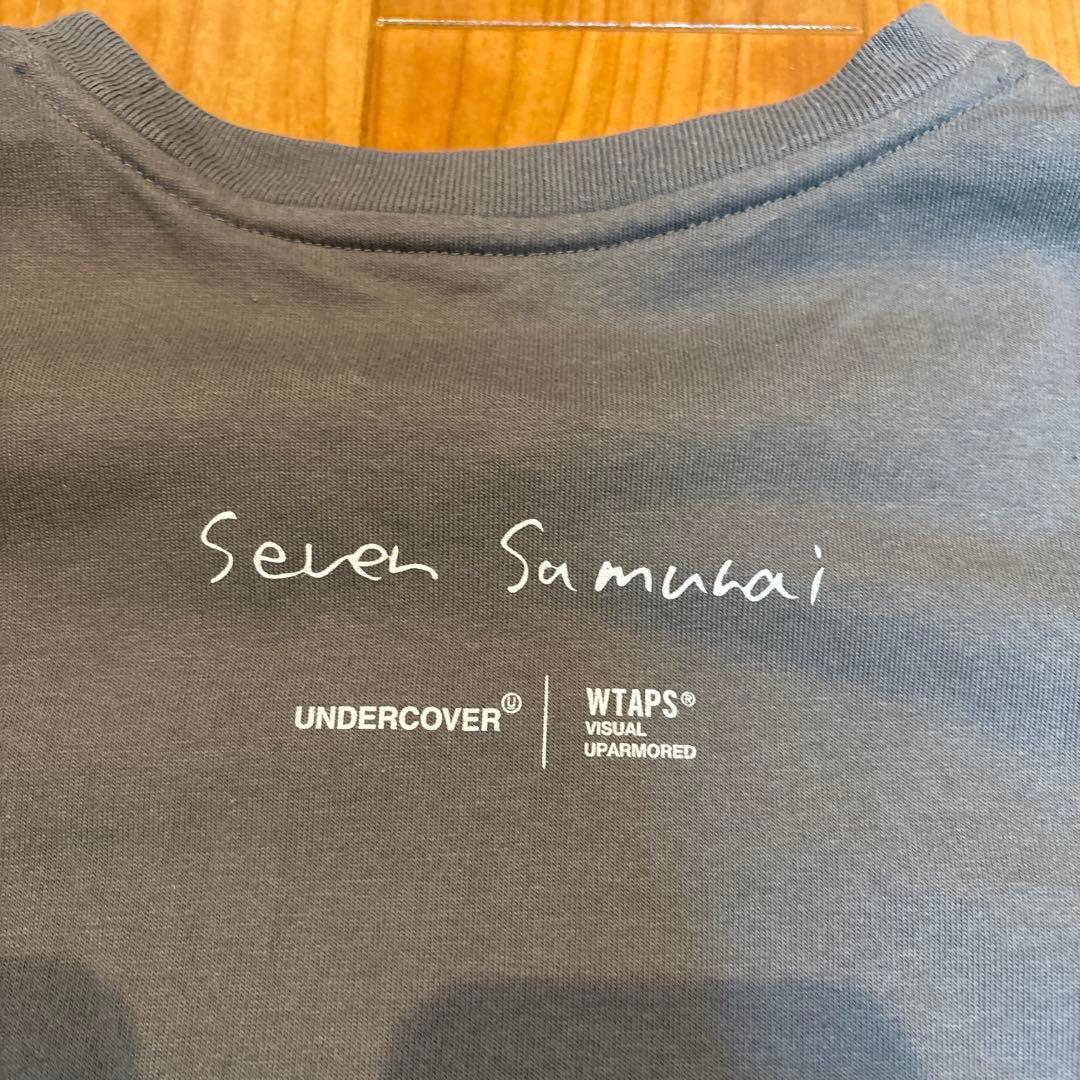 Seven Samurai
UNDERCOVER Ⓤ
WTAPS®
VISUAL
UPARMORED